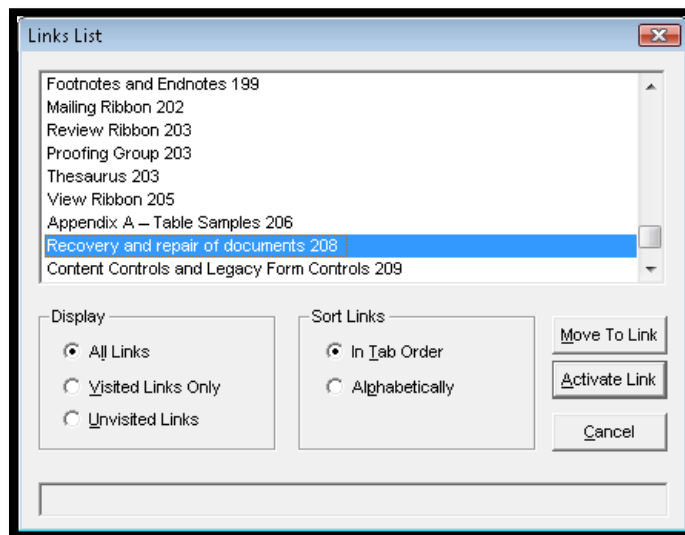 Links List
Footnotes and Endnotes 199
Mailing Ribbon 202
Review Ribbon 203
Proofing Group 203
Thesaurus 203
View Ribbon 205
Appendix A – Table Samples 206
Recovery and repair of documents 208
Content Controls and Legacy Form Controls 209
Display
All Links
Visited Links Only
Unvisited Links
Sort Links
In Tab Order
Alphabetically
Move To Link
Activate Link
Cancel